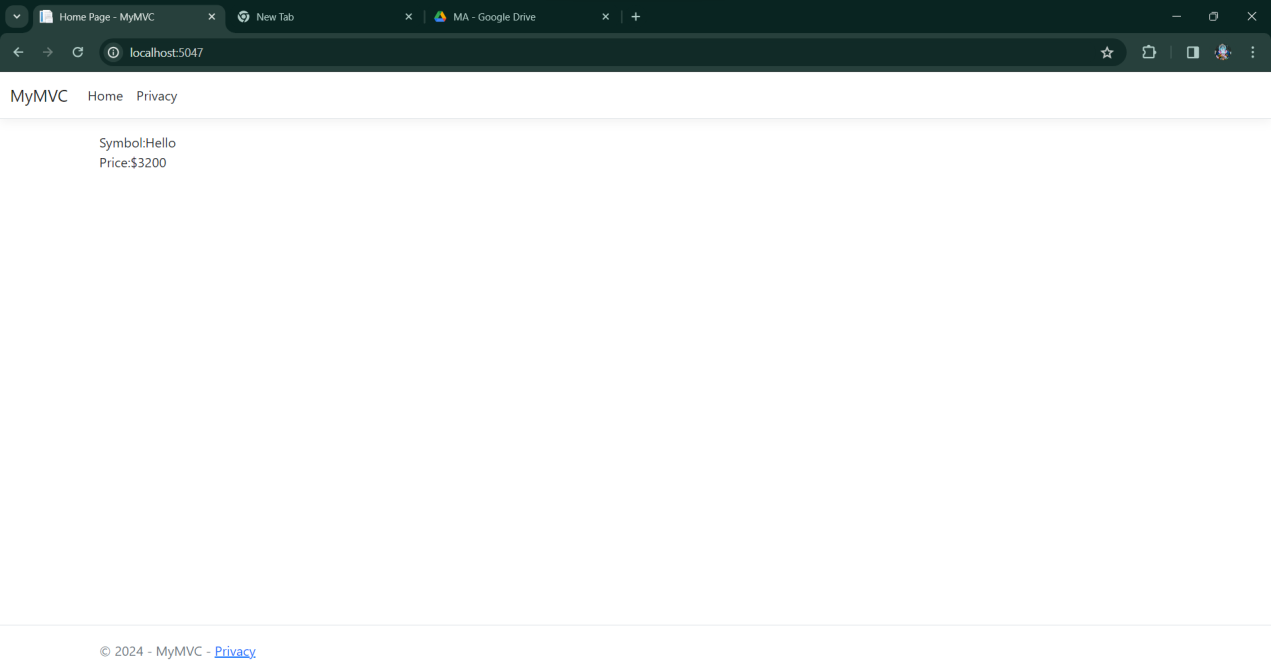 Home Page - MyMVC
New Tab
MA - Google Drive
localhost:5047
MyMVC Home Privacy
Symbol:Hello
Price:$3200
© 2024 - MyMVC - Privacy